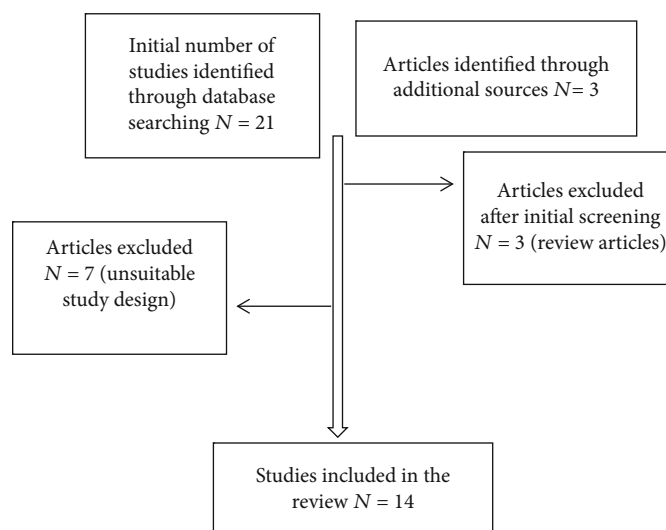 Initial number of
studies identified
through database
searching N = 21
Articles identified through
additional sources N= 3
Articles excluded
after initial screening
N = 3 (review articles)
Articles excluded
N = 7 (unsuitable
study design)
Studies included in the
review N = 14